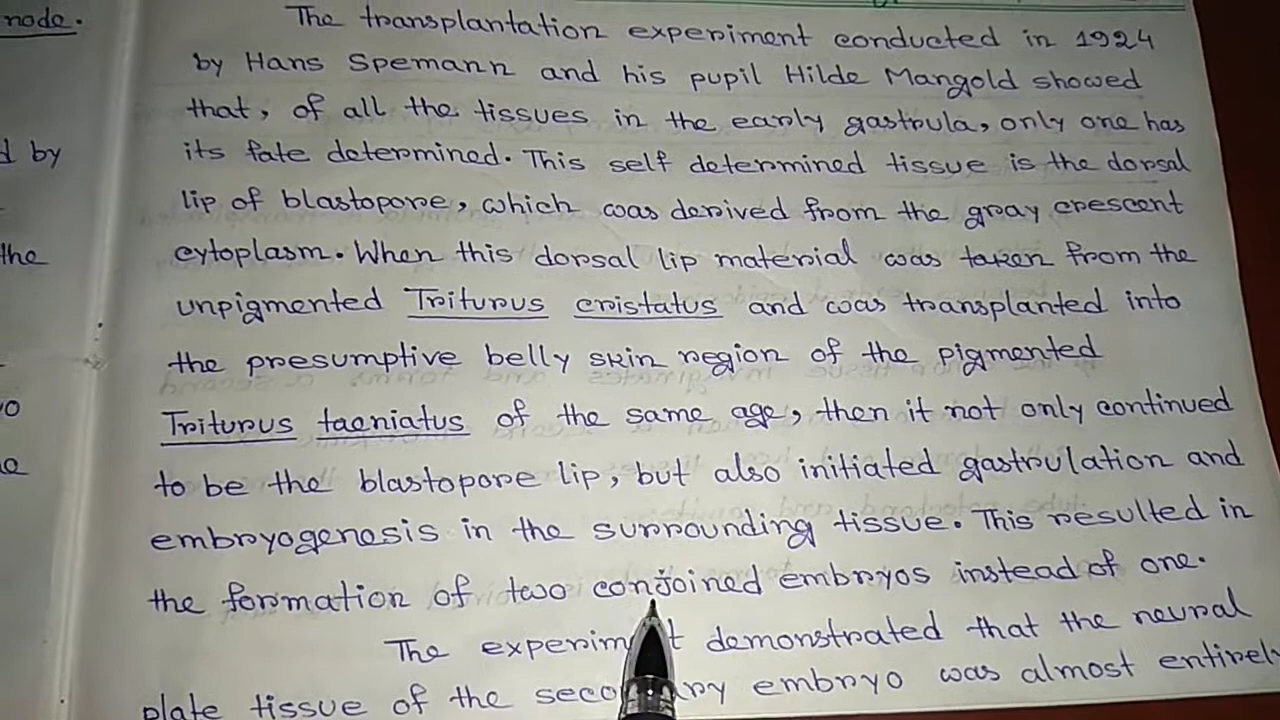 node.
The transplantation experiment conducted in 1924
by Hans Spemann and his pupil Hilde Mangold showed
that, of all the tissues in the early gastrula, only one has
d by
its fate determined. This self determined tissue is the dorsal
lip of blastopore, which was derived from the gray crescent
the
cytoplasm. When this dorsal lip material was taken from the
unpigmented Triturus cristatus and was transplanted into
the presumptive belly skin region of the pigmented
Triturus taeniatus of the same age, then it not only continued
to be the blastopore lip, but also initiated gastrulation and
embryogenesis in the surrounding tissue. This resulted in
the formation of two conjoined embryos instead of one.
The demonstrated that the neural
plate tissue of the embryo was almost entirely